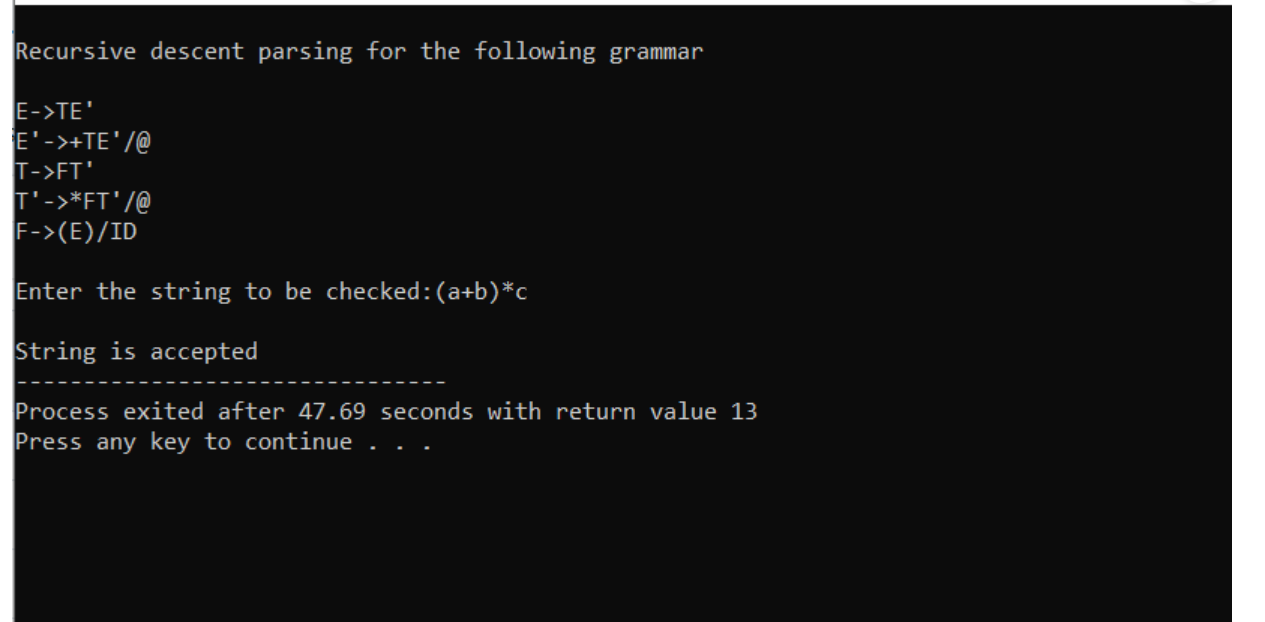 Recursive descent parsing for the following grammar
E->TE'
E'->+TE'/@
T->FT'
T'->*FT'/@
F->(E)/ID
Enter the string to be checked:(a+b)*c
String is accepted
--------------------------------
Process exited after 47.69 seconds with return value 13
Press any key to continue . . .